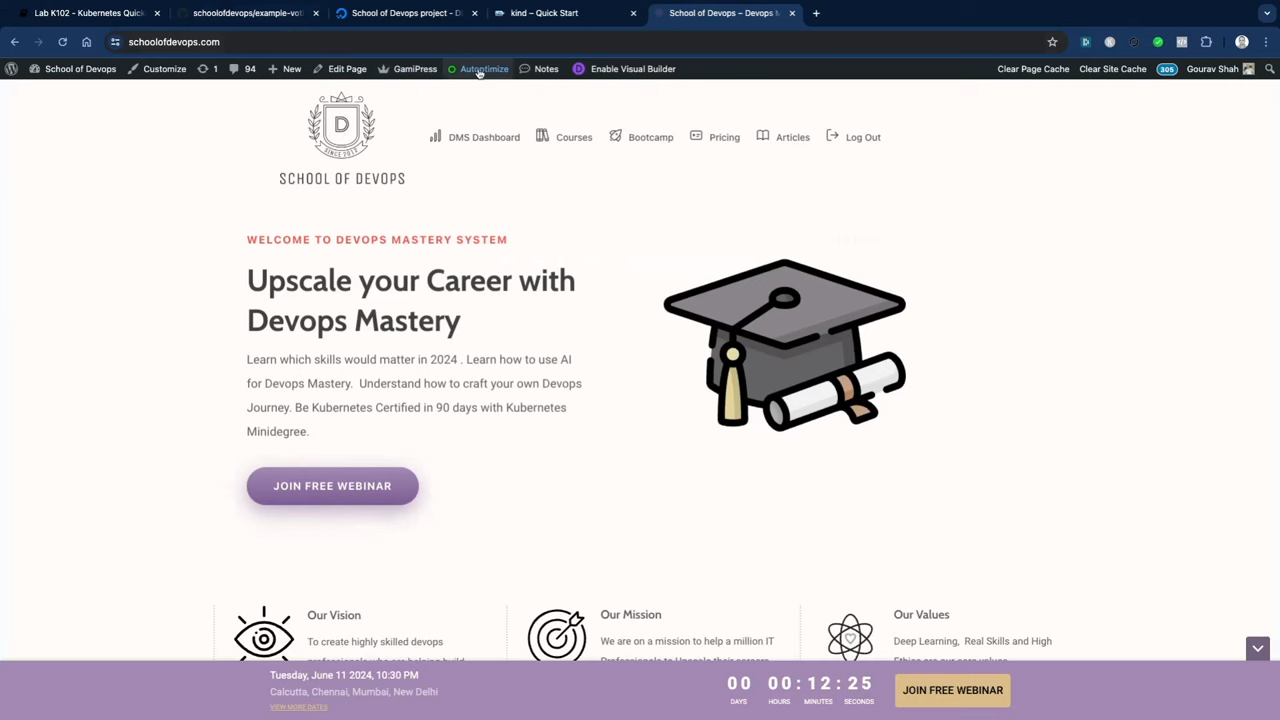 Lab K102 - Kubernetes Quick
schoolofdevops/example-voti
School of Devops project - D
kind – Quick Start
School of Devops - Devops M
schoolofdevops.com
School of Devops
Customize
1
94
New
Edit Page
GamiPress
Autoptimize
Notes
D
Enable Visual Builder
Clear Page Cache
Clear Site Cache
305
Gourav Shah
D
SINCE 2012
SCHOOL OF DEVOPS
DMS Dashboard
Courses
Bootcamp
Pricing
Articles
Log Out
WELCOME TO DEVOPS MASTERY SYSTEM
Upscale your Career with
Devops Mastery
Learn which skills would matter in 2024 . Learn how to use AI
for Devops Mastery. Understand how to craft your own Devops
Journey. Be Kubernetes Certified in 90 days with Kubernetes
Minidegree.
JOIN FREE WEBINAR
Our Vision
To create highly skilled devops
Our Mission
We are on a mission to help a million IT
Our Values
Deep Learning, Real Skills and High
Tuesday, June 11 2024, 10:30 PM
Calcutta, Chennai, Mumbai, New Delhi
VIEW MORE DATES
00 00:12:25
DAYS HOURS MINUTES SECONDS
JOIN FREE WEBINAR